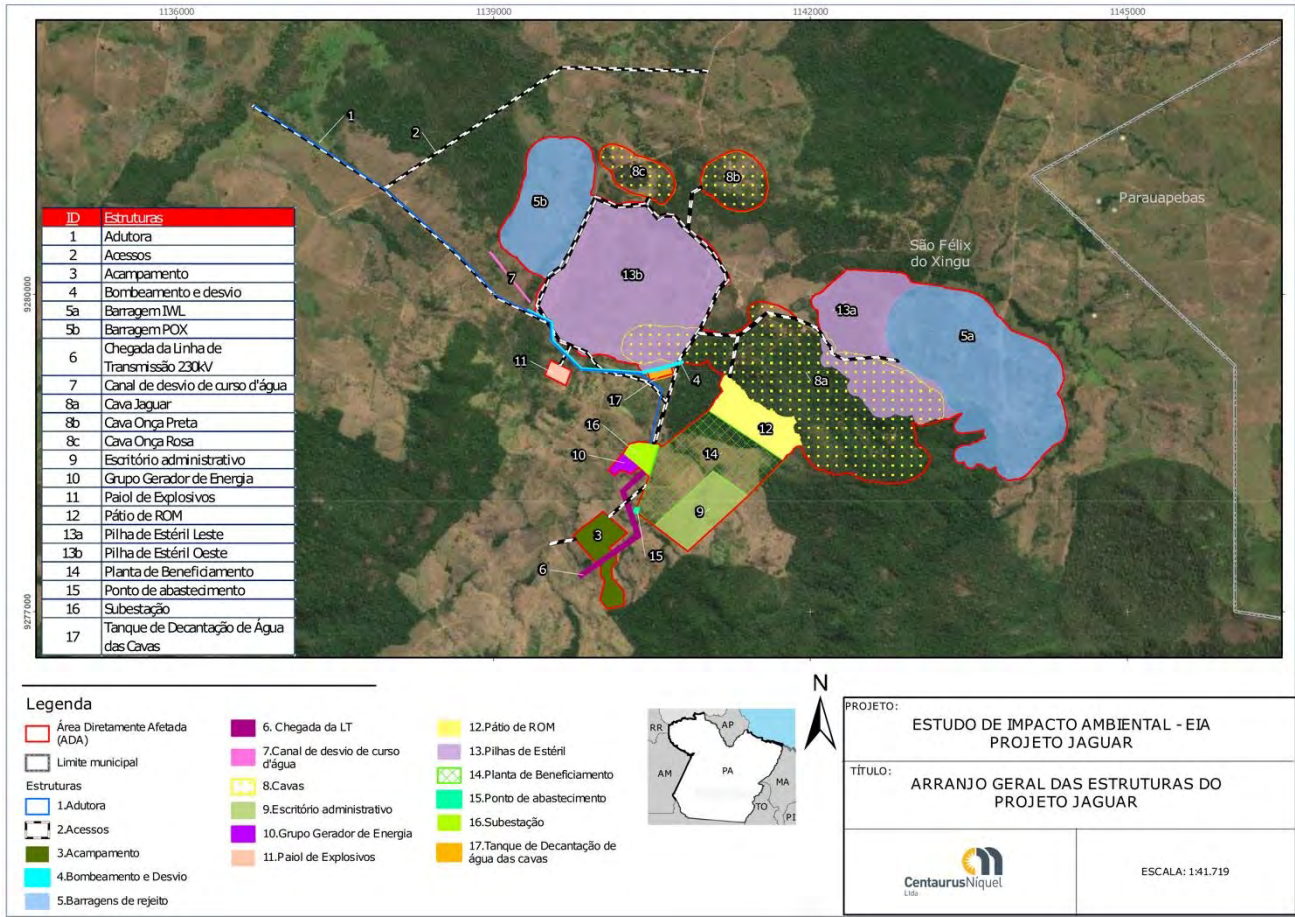 1136000
1139000
1142000
1145000
9280000
9277000
1
2
5b
8c
8b
13b
7
11
17
4
16
10
3
6
15
9
14
12
8a
13a
5a
São Félix
do Xingu
Parauapebas
ID Estruturas
1 Adutora
2 Acessos
3 Acampamento
4 Bombeamento e desvio
5a Barragem IWL
5b Barragem POX
6 Chegada da Linha de
Transmissão 230kV
7 Canal de desvio de curso d'água
8a Cava Jaguar
8b Cava Onça Preta
8c Cava Onça Rosa
9 Escritório administrativo
10 Grupo Gerador de Energia
11 Paiol de Explosivos
12 Pátio de ROM
13a Pilha de Estéril Leste
13b Pilha de Estéril Oeste
14 Planta de Beneficiamento
15 Ponto de abastecimento
16 Subestação
17 Tanque de Decantação de Água
das Cavas
Legenda
Área Diretamente Afetada
(ADA)
Limite municipal
Estruturas
1.Adutora
2.Acessos
3.Acampamento
4.Bombeamento e Desvio
5.Barragens de rejeito
6. Chegada da LT
7.Canal de desvio de curso
d'água
8.Cavas
9.Escritório administrativo
10.Grupo Gerador de Energia
11.Paiol de Explosivos
12.Pátio de ROM
13.Pilhas de Estéril
14.Planta de Beneficiamento
15.Ponto de abastecimento
16.Subestação
17.Tanque de Decantação de
água das cavas
RR
AP
AM
PA
MA
TO
PI
N
PROJETO:
ESTUDO DE IMPACTO AMBIENTAL - EIA
PROJETO JAGUAR
TÍTULO:
ARRANJO GERAL DAS ESTRUTURAS DO
PROJETO JAGUAR
CentaurusNíquel
Ltda
ESCALA: 1:41.719